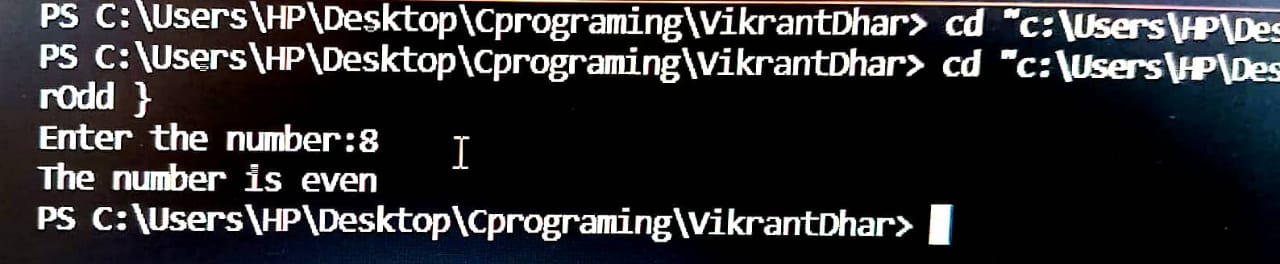 PS C:\Users\HP\Desktop\Cprograming\VikrantDhar> cd "c:\Users\HP\Des
PS C:\Users\HP\Desktop\Cprograming\VikrantDhar> cd "c:\Users\HP\Des
rOdd }
Enter the number:8
The number is even
PS C:\Users\HP\Desktop\Cprograming\VikrantDhar>